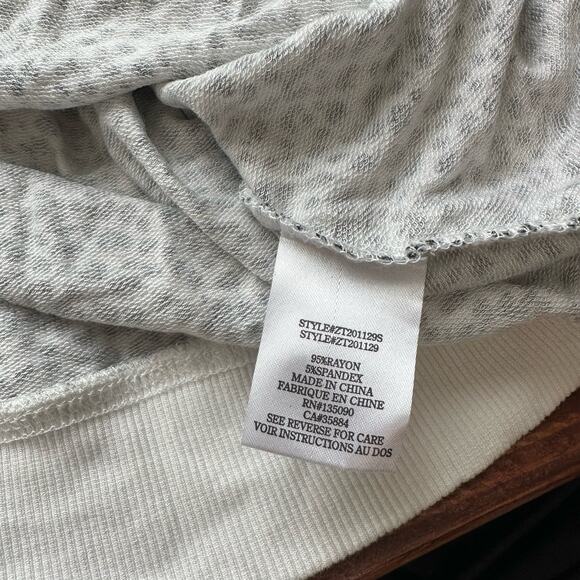 STYLE#ZT201129S
STYLE#ZT201129
95%RAYON
5%SPANDEX
MADE IN CHINA
FABRIQUE EN CHINE
RN#135090
CA#35884
SEE REVERSE FOR CARE
VOIR INSTRUCTIONS AU DOS